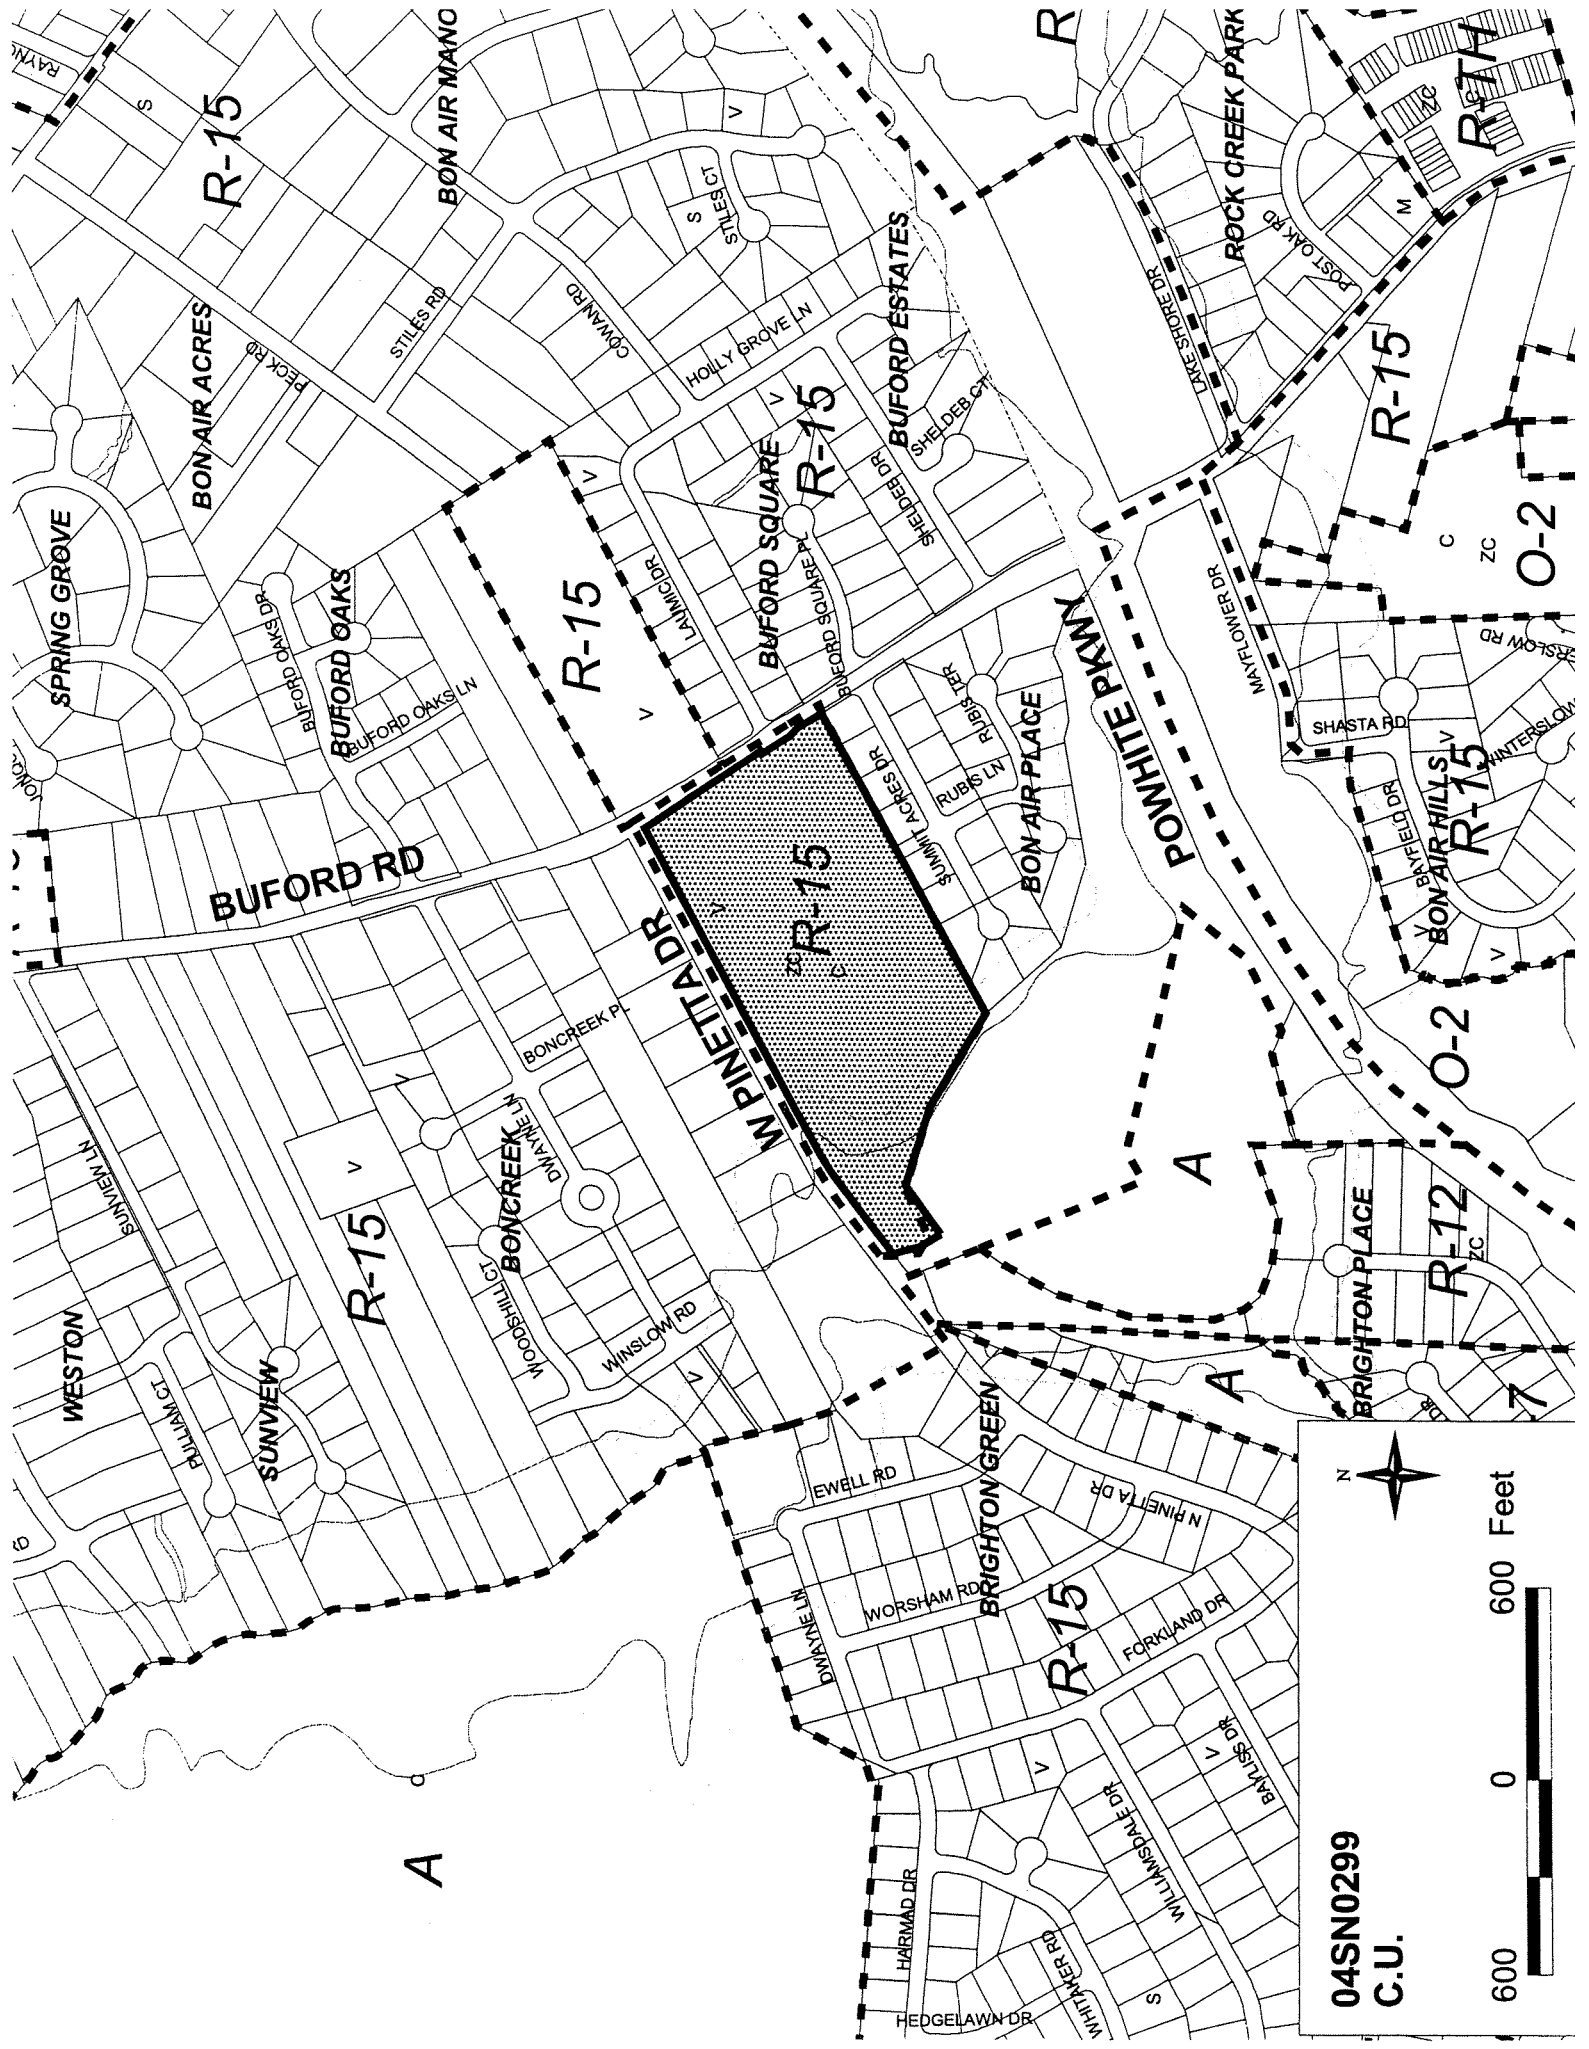 SPRING GROVE
BON AIR ACRES
R-15
S
BON AIR MANO
PECK RD
STILES RD
COWAN RD
STILES CT
S
V
HOLLY GROVE LN
BUFORD ESTATES
SHELDEB CT
SHELDEB DR
R-15
V
BUFORD SQUARE
BUFORD SQUARE PL
LAUMIC DR
V
R-15
V
BUFORD OAKS DR
BUFORD OAKS
BUFORD OAKS LN
BUFORD RD
W PINETTA DR
V
ZC
R-15
C
SUMMIT ACRES DR
RUBIS TER
RUBIS LN
BON AIR PLACE
POWHITE PKWY
R
ROCK CREEK PARK
POST OAK RD
LAKE SHORE DR
M
ZC
R-TH
C
R-15
C
ZC
O-2
MAYFLOWER DR
SHASTA RD
BAYFIELD DR
BON AIR HILLS
R-15
V
V
V
O-2
WESTON
SUNVIEW LN
PULLIAM CT
SUNVIEW
R-15
V
V
BONCREEK PL
BONCREEK
DWAYNE LN
WOODSHILL CT
WINSLOW RD
V
A
A
BRIGHTON PLACE
R-12
ZC
DR
7
A
C
EWELL RD
BRIGHTON GREEN
N PINETTA DR
WORSHAM RD
DWAYNE LN
R-15
FORKLAND DR
V
BAYLISS DR
V
WILLIAMSDALE DR
HARMAD DR
WHITAKER RD
S
HEDGELAWN DR
04SN0299
C.U.
N
600 0 600 Feet